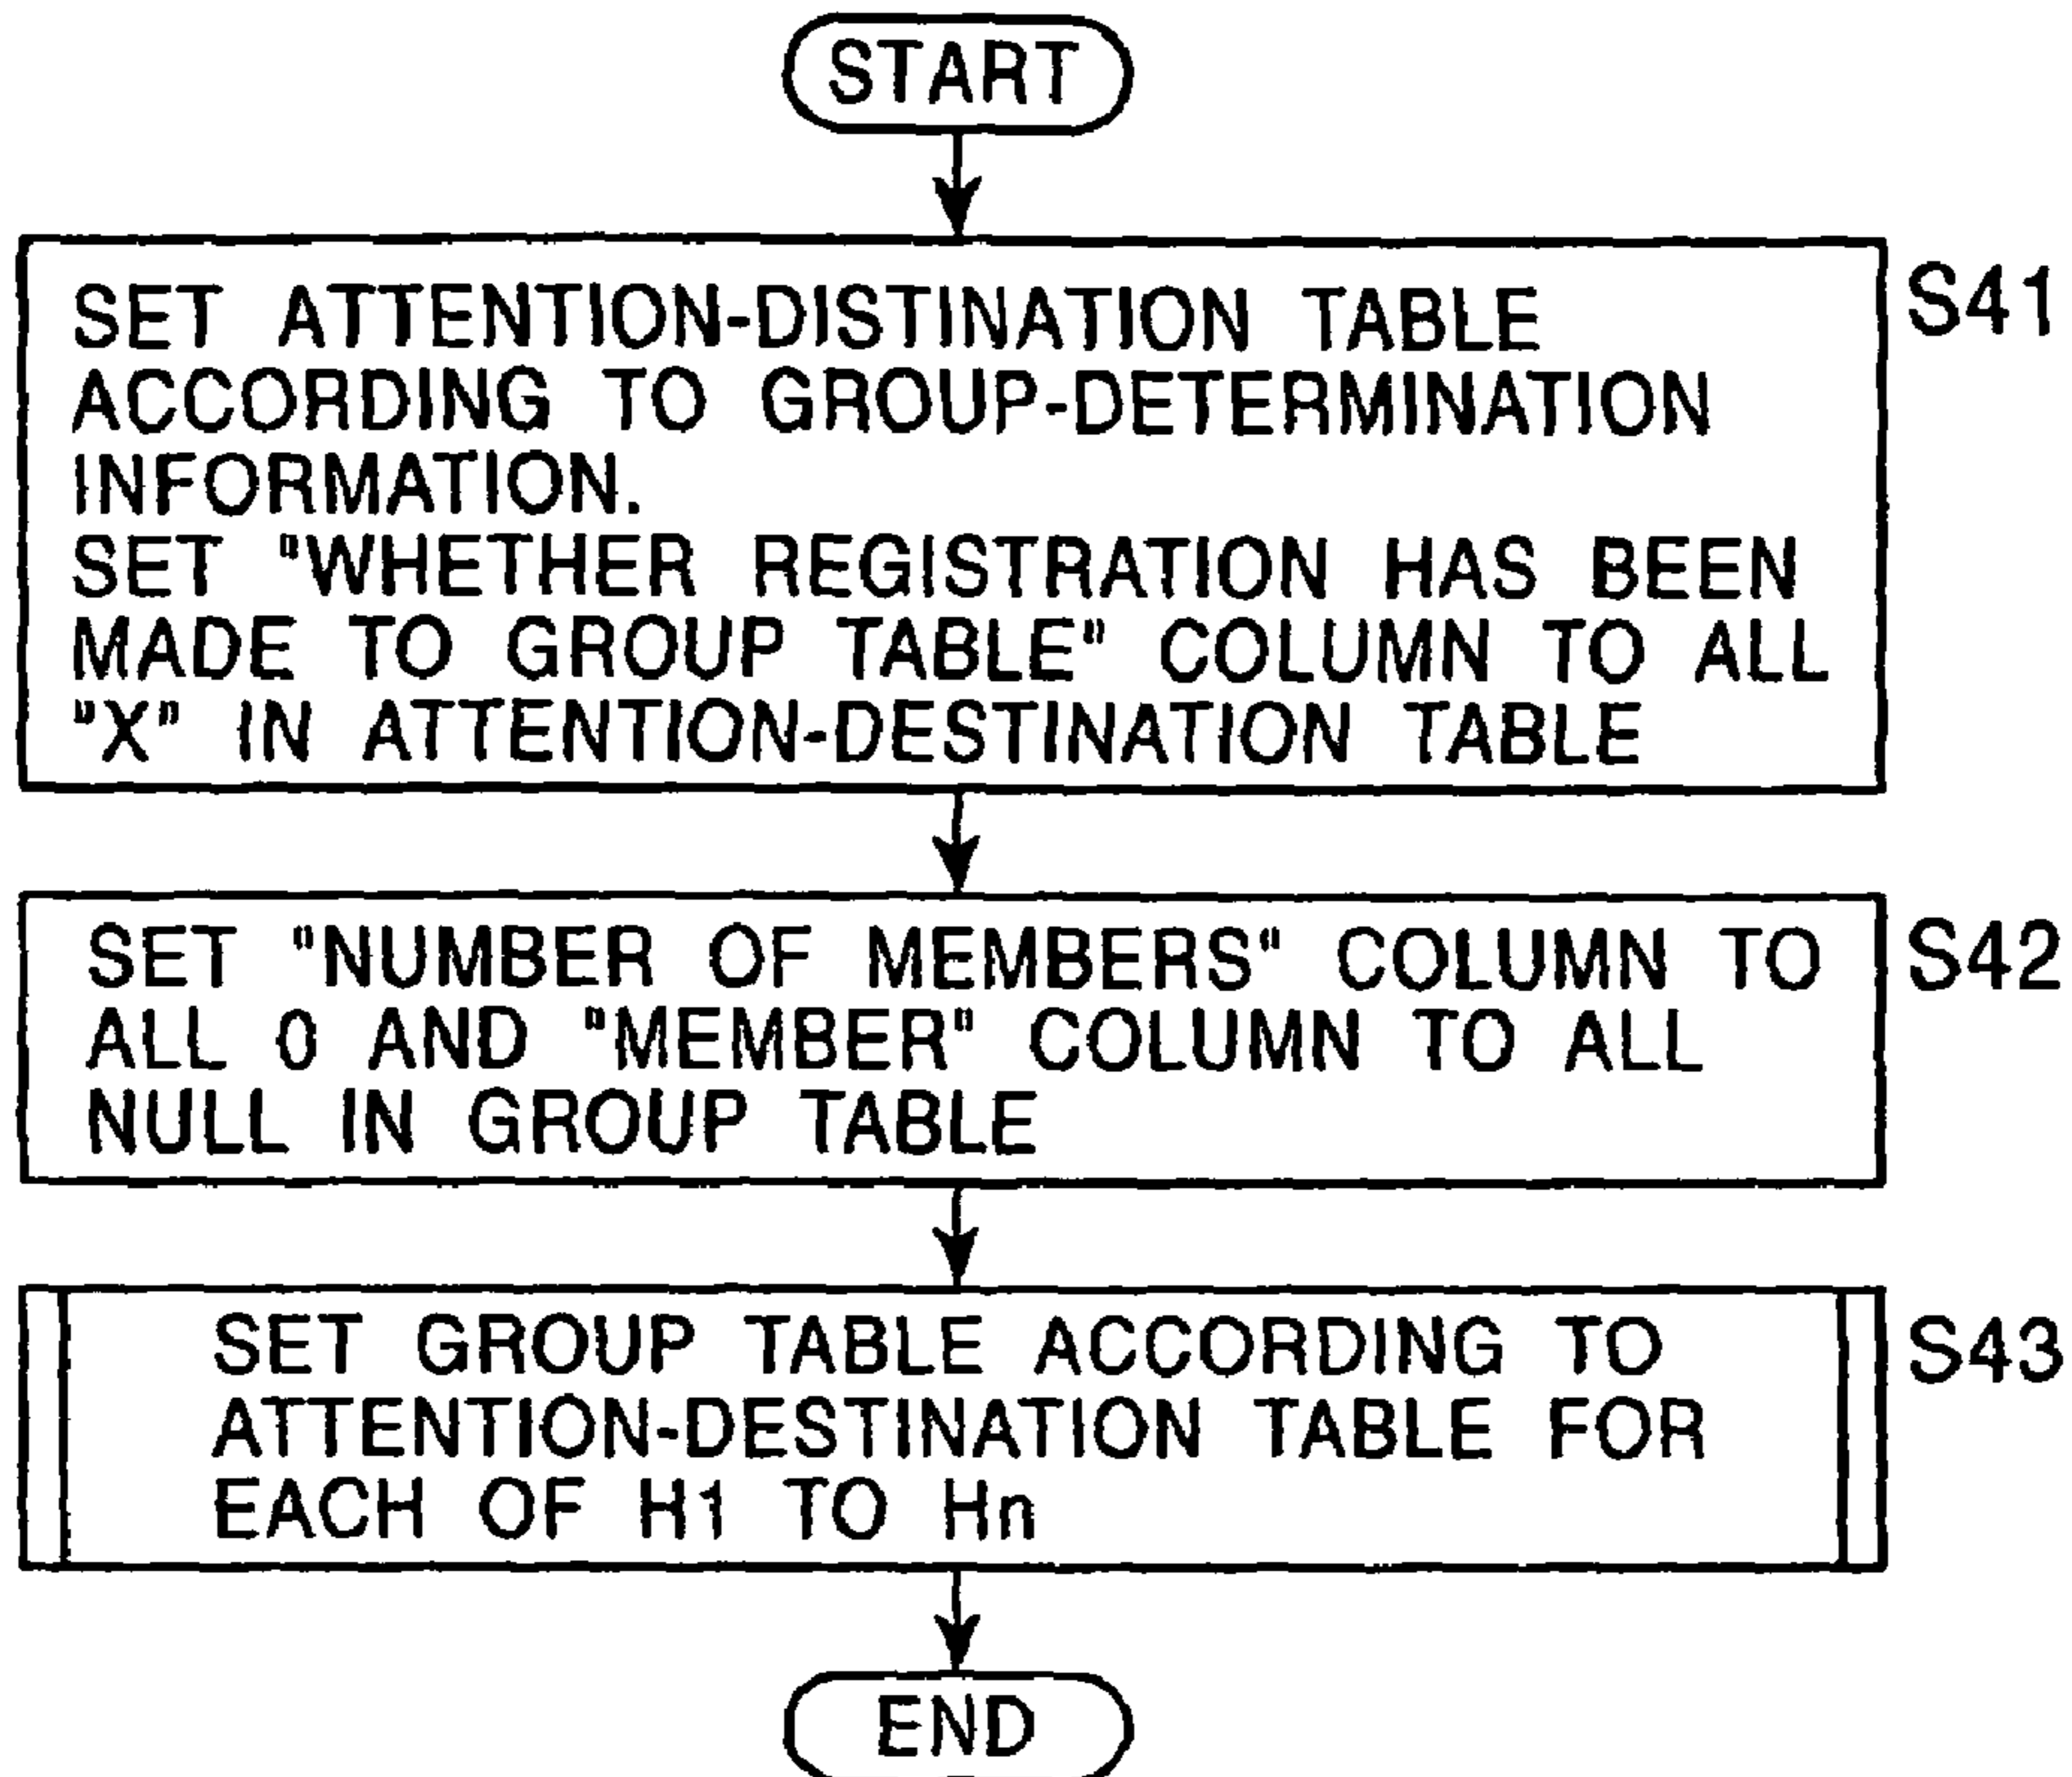 START
SET ATTENTION-DISTINATION TABLE
ACCORDING TO GROUP-DETERMINATION
INFORMATION.
SET "WHETHER REGISTRATION HAS BEEN
MADE TO GROUP TABLE" COLUMN TO ALL
"X" IN ATTENTION-DESTINATION TABLE
S41
SET "NUMBER OF MEMBERS" COLUMN TO
ALL 0 AND "MEMBER" COLUMN TO ALL
NULL IN GROUP TABLE
S42
SET GROUP TABLE ACCORDING TO
ATTENTION-DESTINATION TABLE FOR
EACH OF H1 TO Hn
S43
END